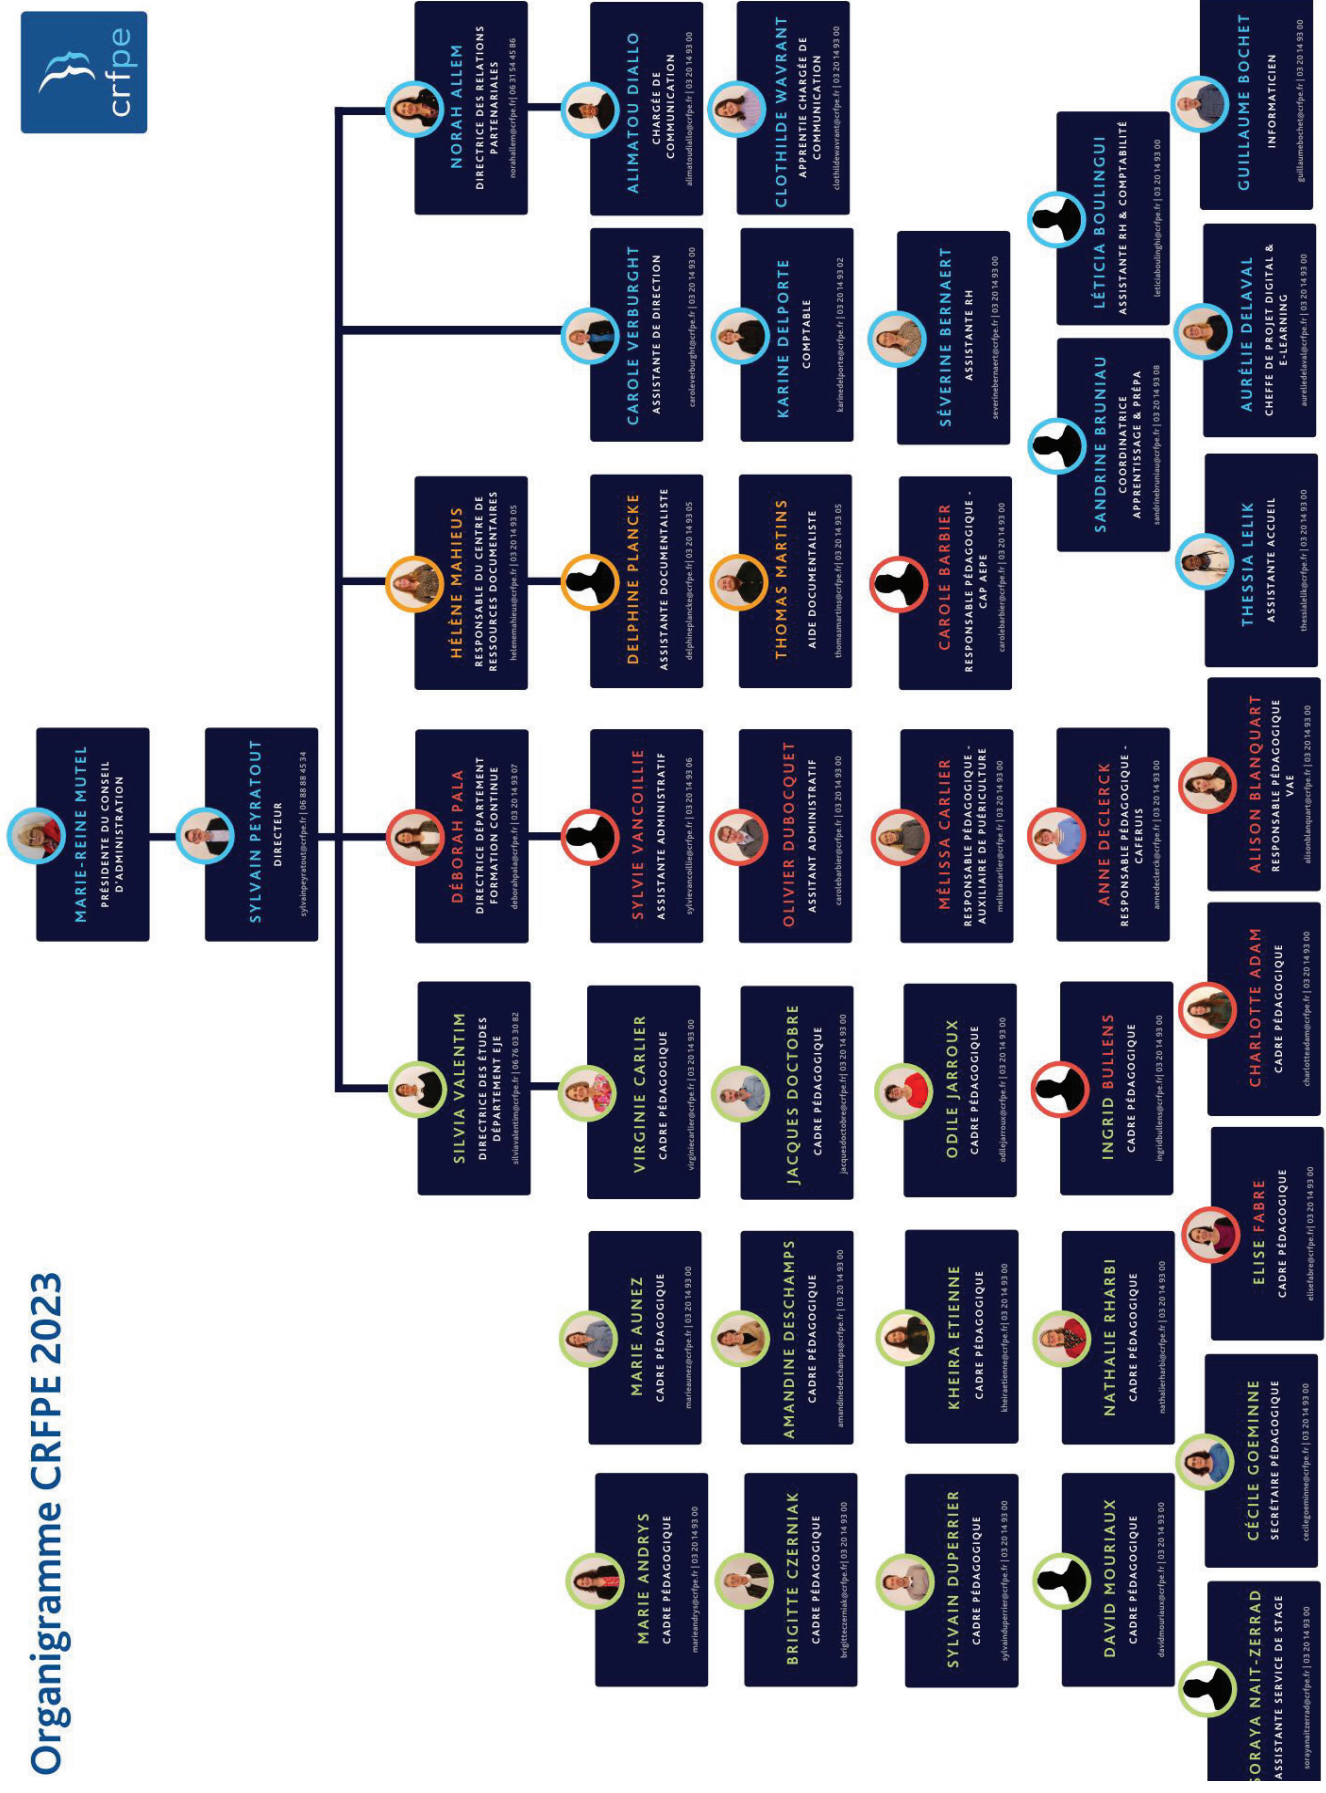 Organigramme CRFPE 2023
crfpe
MARIE-REINE MUTEL
PRÉSIDENTE DU CONSEIL
D'ADMINISTRATION
SYLVAIN PEYRATOUT
DIRECTEUR
sylvainpeyratout@crfpe.fr | 06 88 88 45 34
SILVIA VALENTIM
DIRECTRICE DES ÉTUDES
DÉPARTEMENT EJE
silviavalentim@crfpe.fr | 06 76 03 30 82
DÉBORAH PALA
DIRECTRICE DÉPARTEMENT
FORMATION CONTINUE
deborahpala@crfpe.fr | 03 20 14 93 07
HÉLÈNE MAHIEUS
RESPONSABLE DU CENTRE DE
RESSOURCES DOCUMENTAIRES
helenemahieus@crfpe.fr | 03 20 14 93 05
NORAH ALLEM
DIRECTRICE DES RELATIONS
PARTENARIALES
norahallem@crfpe.fr| 06 31 54 45 86
MARIE ANDRYS
CADRE PÉDAGOGIQUE
marieandrys@crfpe.fr | 03 20 14 93 00
MARIE AUNEZ
CADRE PÉDAGOGIQUE
marieaunez@crfpe.fr | 03 20 14 93 00
VIRGINIE CARLIER
CADRE PÉDAGOGIQUE
virginiecarlier@crfpe.fr | 03 20 14 93 00
SYLVIE VANCOILLIE
ASSISTANTE ADMINISTRATIF
sylvievancoillie@crfpe.fr | 03 20 14 93 06
DELPHINE PLANCKE
ASSISTANTE DOCUMENTALISTE
delphineplancke@crfpe.fr| 03 20 14 93 05
CAROLE VERBURGHT
ASSISTANTE DE DIRECTION
caroleverburght@crfpe.fr | 03 20 14 93 00
ALIMATOU DIALLO
CHARGÉE DE
COMMUNICATION
alimatoudiallo@crfpe.fr | 03 20 14 93 00
BRIGITTE CZERNIAK
CADRE PÉDAGOGIQUE
brigitteczerniak@crfpe.fr| 03 20 14 93 00
AMANDINE DESCHAMPS
CADRE PÉDAGOGIQUE
amandinedeschamps@crfpe.fr | 03 20 14 93 00
JACQUES DOCTOBRE
CADRE PÉDAGOGIQUE
jacquesdoctobre@crfpe.fr| 03 20 14 93 00
OLIVIER DUBOCQUET
ASSITANT ADMINISTRATIF
carolebarbier@crfpe.fr | 03 20 14 93 00
THOMAS MARTINS
AIDE DOCUMENTALISTE
thomasmartins@crfpe.fr| 03 20 14 93 05
KARINE DELPORTE
COMPTABLE
karinedelporte@crfpe.fr | 03 20 14 93 02
CLOTHILDE WAVRANT
APPRENTIE CHARGÉE DE
COMMUNICATION
clothildewavrant@crfpe.fr | 03 20 14 93 00
SYLVAIN DUPERRIER
CADRE PÉDAGOGIQUE
sylvainduperrier@crfpe.fr | 03 20 14 93 00
KHEIRA ETIENNE
CADRE PÉDAGOGIQUE
kheiraetienne@crfpe.fr| 03 20 14 93 00
ODILE JARROUX
CADRE PÉDAGOGIQUE
odilejarroux@crfpe.fr | 03 20 14 93 00
MÉLISSA CARLIER
RESPONSABLE PÉDAGOGIQUE -
AUXILIAIRE DE PUÉRICULTURE
melissacarlier@crfpe.fr | 03 20 14 93 00
CAROLE BARBIER
RESPONSABLE PÉDAGOGIQUE -
CAP AEPE
carolebarbier@crfpe.fr | 03 20 14 93 00
SÉVERINE BERNAERT
ASSISTANTE RH
severinebernaert@crfpe.fr | 03 20 14 93 00
DAVID MOURIAUX
CADRE PÉDAGOGIQUE
davidmouriaux@crfpe.fr | 03 20 14 93 00
NATHALIE RHARBI
CADRE PÉDAGOGIQUE
nathalierharbi@crfpe.fr | 03 20 14 93 00
INGRID BULLENS
CADRE PÉDAGOGIQUE
ingridbullens@crfpe.fr | 03 20 14 93 00
ANNE DECLERCK
RESPONSABLE PÉDAGOGIQUE -
CAFERUIS
annedeclerck@crfpe.fr | 03 20 14 93 00
SANDRINE BRUNIAU
COORDINATRICE
APPRENTISSAGE & PRÉPA
sandrinebruniau@crfpe.fr | 03 20 14 93 08
LÉTICIA BOULINGUI
ASSISTANTE RH & COMPTABILITÉ
leticiaboulinghi@crfpe.fr | 03 20 14 93 00
SORAYA NAIT-ZERRAD
ASSISTANTE SERVICE DE STAGE
sorayanaitzerrad@crfpe.fr | 03 20 14 93 00
CÉCILE GOEMINNE
SECRÉTAIRE PÉDAGOGIQUE
cecilegoeminne@crfpe.fr | 03 20 14 93 00
ELISE FABRE
CADRE PÉDAGOGIQUE
elisefabre@crfpe.fr| 03 20 14 93 00
CHARLOTTE ADAM
CADRE PÉDAGOGIQUE
charlotteadam@crfpe.fr | 03 20 14 93 00
ALISON BLANQUART
RESPONSABLE PÉDAGOGIQUE
VAE
alisonblanquart@crfpe.fr | 03 20 14 93 00
THESSIA LELIK
ASSISTANTE ACCUEIL
thessialelik@crfpe.fr | 03 20 14 93 00
AURÉLIE DELAVAL
CHEFFE DE PROJET DIGITAL &
E-LEARNING
aureliedelaval@crfpe.fr | 03 20 14 93 00
GUILLAUME BOCHET
INFORMATICIEN
guillaumebochet@crfpe.fr | 03 20 14 93 00